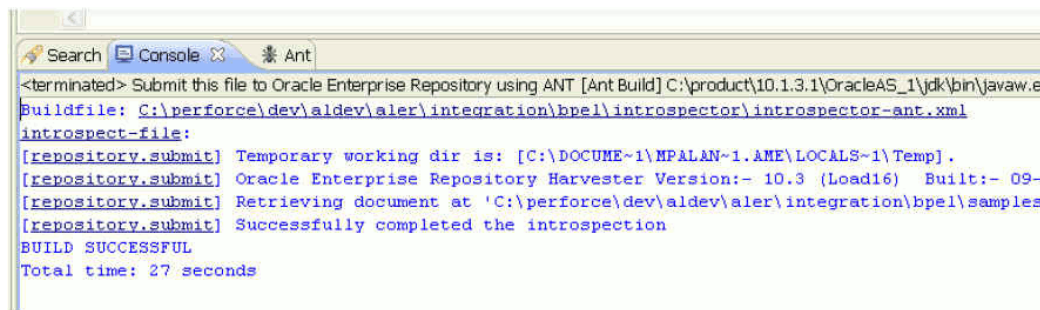 Search Console Ant
<terminated> Submit this file to Oracle Enterprise Repository using ANT [Ant Build] C:\product\10.1.3.1\OracleAS_1\jdk\bin\javaw.e
Buildfile: C:\perforce\dev\aldev\aler\integration\bpel\introspector\introspector-ant.xml
introspect-file:
[repository.submit] Temporary working dir is: [C:\DOCUME~1\MPALAN~1.AME\LOCALS~1\Temp].
[repository.submit] Oracle Enterprise Repository Harvester Version:- 10.3 (Load16) Built:- 09-
[repository.submit] Retrieving document at 'C:\perforce\dev\aldev\aler\integration\bpel\samples
[repository.submit] Successfully completed the introspection
BUILD SUCCESSFUL
Total time: 27 seconds